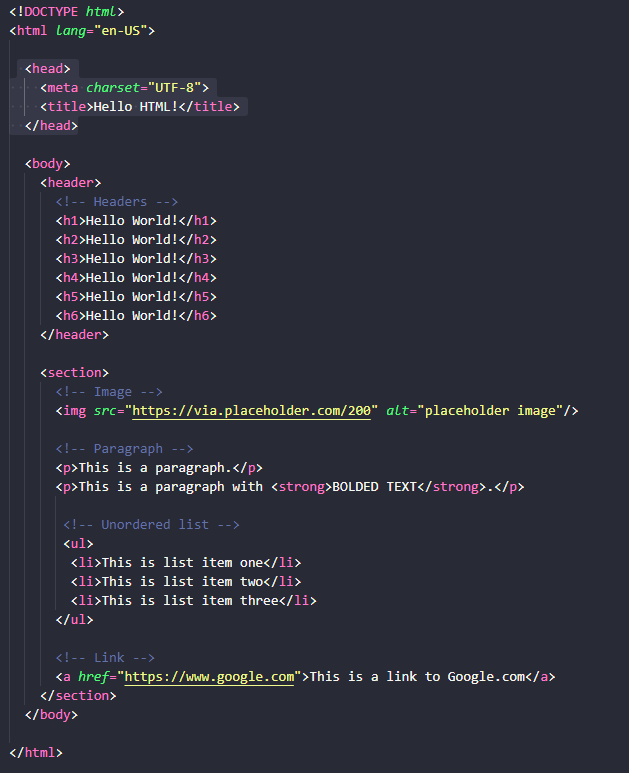 <!DOCTYPE html>
<html lang="en-US">
<head>
<meta charset="UTF-8">
<title>Hello HTML!</title>
</head>
<body>
<header>
<!-- Headers -->
<h1>Hello World!</h1>
<h2>Hello World!</h2>
<h3>Hello World!</h3>
<h4>Hello World!</h4>
<h5>Hello World!</h5>
<h6>Hello World!</h6>
</header>
<section>
<!-- Image -->
<img src="https://via.placeholder.com/200" alt="placeholder image"/>
<!-- Paragraph -->
<p>This is a paragraph.</p>
<p>This is a paragraph with <strong>BOLDED TEXT</strong>.</p>
<!-- Unordered list -->
<ul>
<li>This is list item one</li>
<li>This is list item two</li>
<li>This is list item three</li>
</ul>
<!-- Link -->
<a href="https://www.google.com">This is a link to Google.com</a>
</section>
</body>
</html>